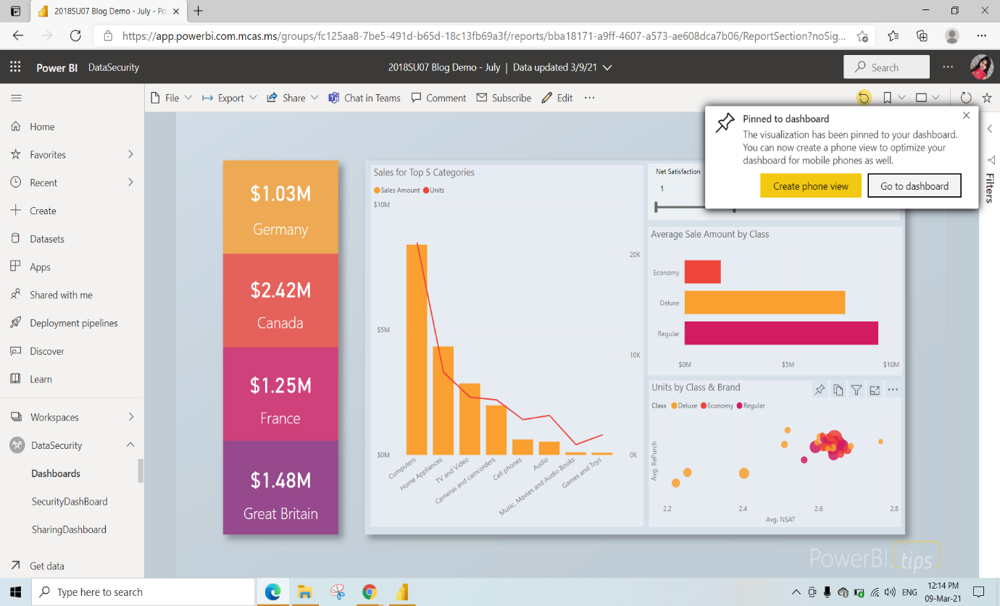 2018SU07 Blog Demo - July - Po
https://app.powerbi.com.mcas.ms/groups/fc125aa8-7be5-491d-b65d-18c13fb69a3f/reports/bba18171-a9ff-4607-a573-ae608dca7b06/ReportSection?noSig...
Power BI DataSecurity
2018SU07 Blog Demo - July | Data updated 3/9/21
Search
File Export Share Chat in Teams Comment Subscribe Edit
Home
Favorites
Recent
Create
Datasets
Apps
Shared with me
Deployment pipelines
Discover
Learn
Workspaces
DataSecurity
Dashboards
SecurityDashBoard
SharingDashboard
Get data
$1.03M
Germany
$2.42M
Canada
$1.25M
France
$1.48M
Great Britain
Sales for Top 5 Categories
Sales Amount Units
$10M
$5M
$0M
20K
10K
0K
Computers
Home Appliances
TV and Video
Cameras and camcorders
Cell phones
Audio
Music, Movies and Audio Books
Games and Toys
Net Satisfaction
1
Pinned to dashboard
The visualization has been pinned to your dashboard.
You can now create a phone view to optimize your
dashboard for mobile phones as well.
Create phone view Go to dashboard
Filters
Average Sale Amount by Class
Economy
Deluxe
Regular
$0M $5M $10M
Units by Class & Brand
Class Deluxe Economy Regular
Avg. RePurch
2.2 2.4 2.6 2.8
Avg. NSAT
PowerBI.tips
Type here to search
ENG
12:14 PM
09-Mar-21